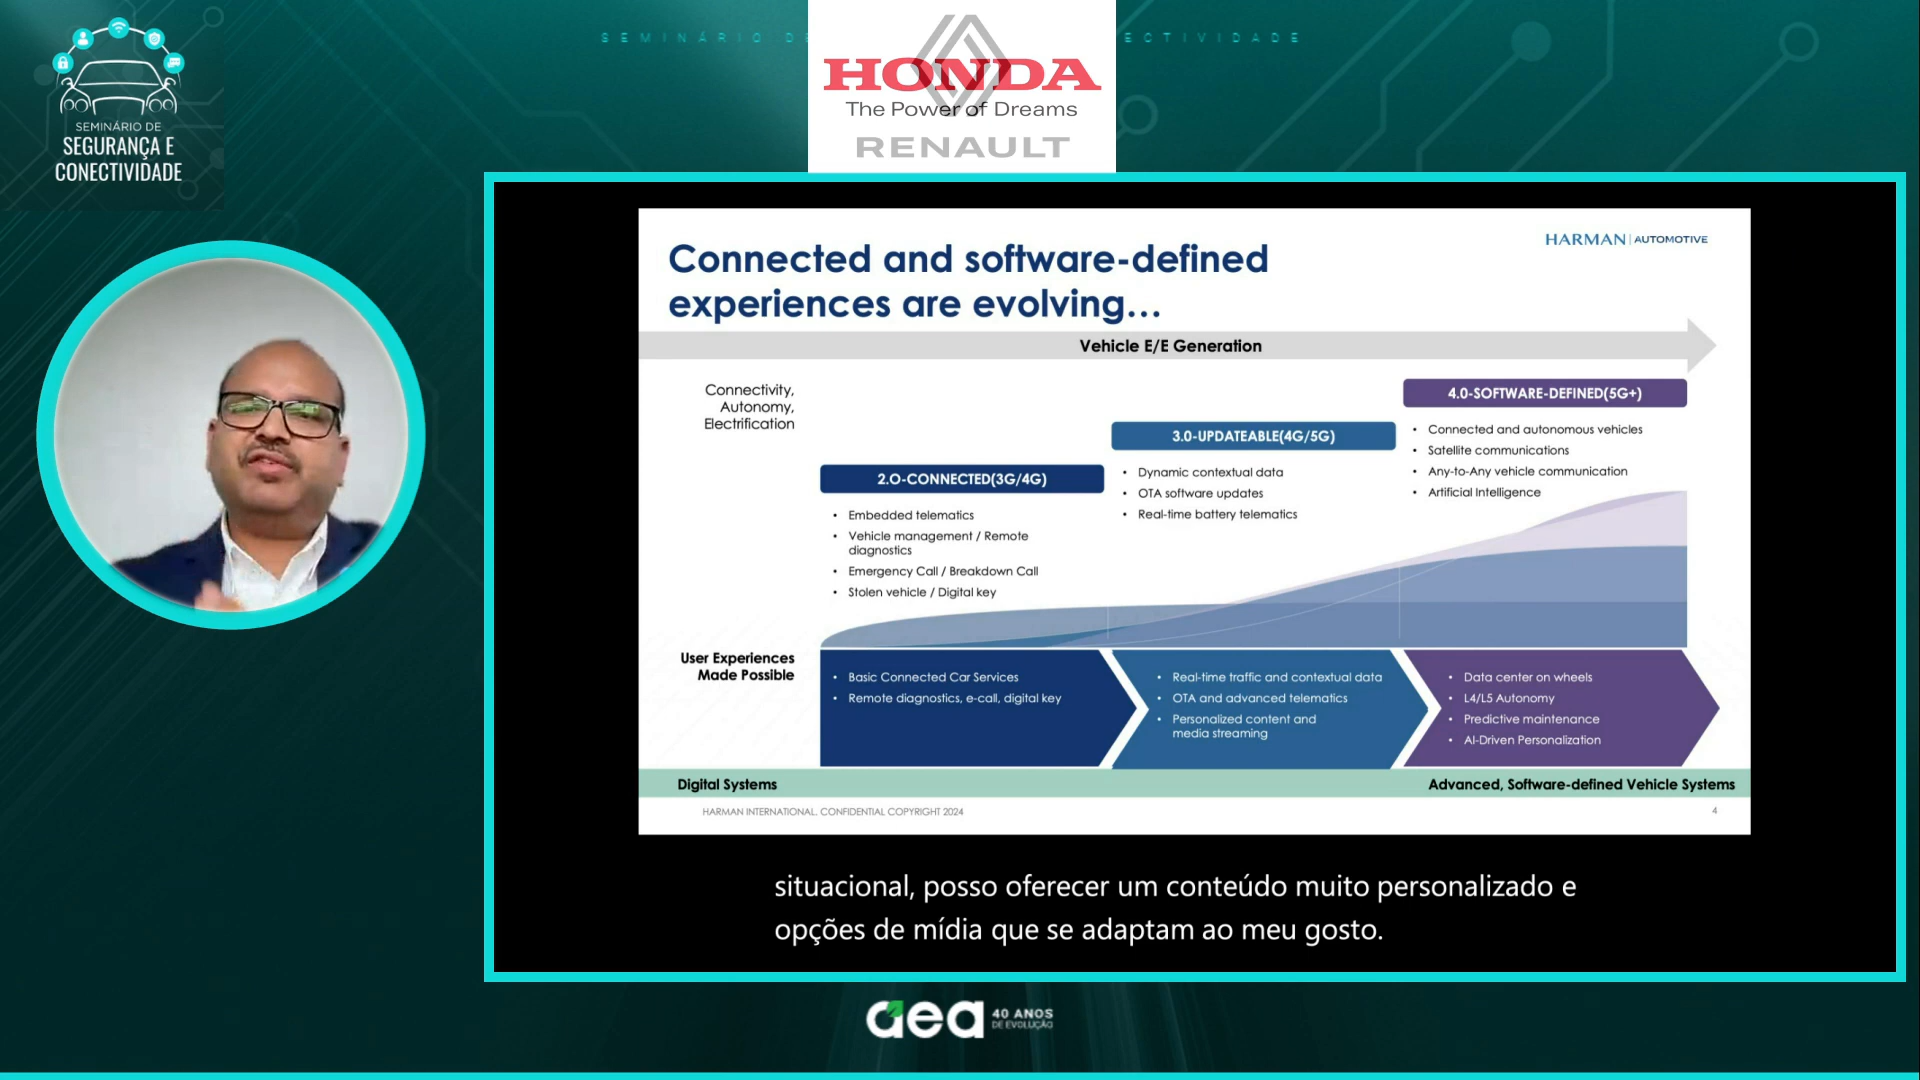 SEMINÁRIO DE
SEGURANÇA E
CONECTIVIDADE
HONDA
The Power of Dreams
RENAULT
HARMAN | AUTOMOTIVE
Connected and software-defined
experiences are evolving...
Vehicle E/E Generation
Connectivity,
Autonomy,
Electrification
2.O-CONNECTED(3G/4G)
• Embedded telematics
• Vehicle management / Remote
diagnostics
• Emergency Call / Breakdown Call
• Stolen vehicle / Digital key
3.0-UPDATEABLE(4G/5G)
• Dynamic contextual data
• OTA software updates
• Real-time battery telematics
4.0-SOFTWARE-DEFINED(5G+)
• Connected and autonomous vehicles
• Satellite communications
• Any-to-Any vehicle communication
• Artificial Intelligence
User Experiences
Made Possible
• Basic Connected Car Services
• Remote diagnostics, e-call, digital key
• Real-time traffic and contextual data
• OTA and advanced telematics
• Personalized content and
media streaming
• Data center on wheels
• L4/L5 Autonomy
• Predictive maintenance
• AI-Driven Personalization
Digital Systems
Advanced, Software-defined Vehicle Systems
HARMAN INTERNATIONAL. CONFIDENTIAL COPYRIGHT 2024
4
situacional, posso oferecer um conteúdo muito personalizado e
opções de mídia que se adaptam ao meu gosto.
aea
40 ANOS
DE EVOLUÇÃO